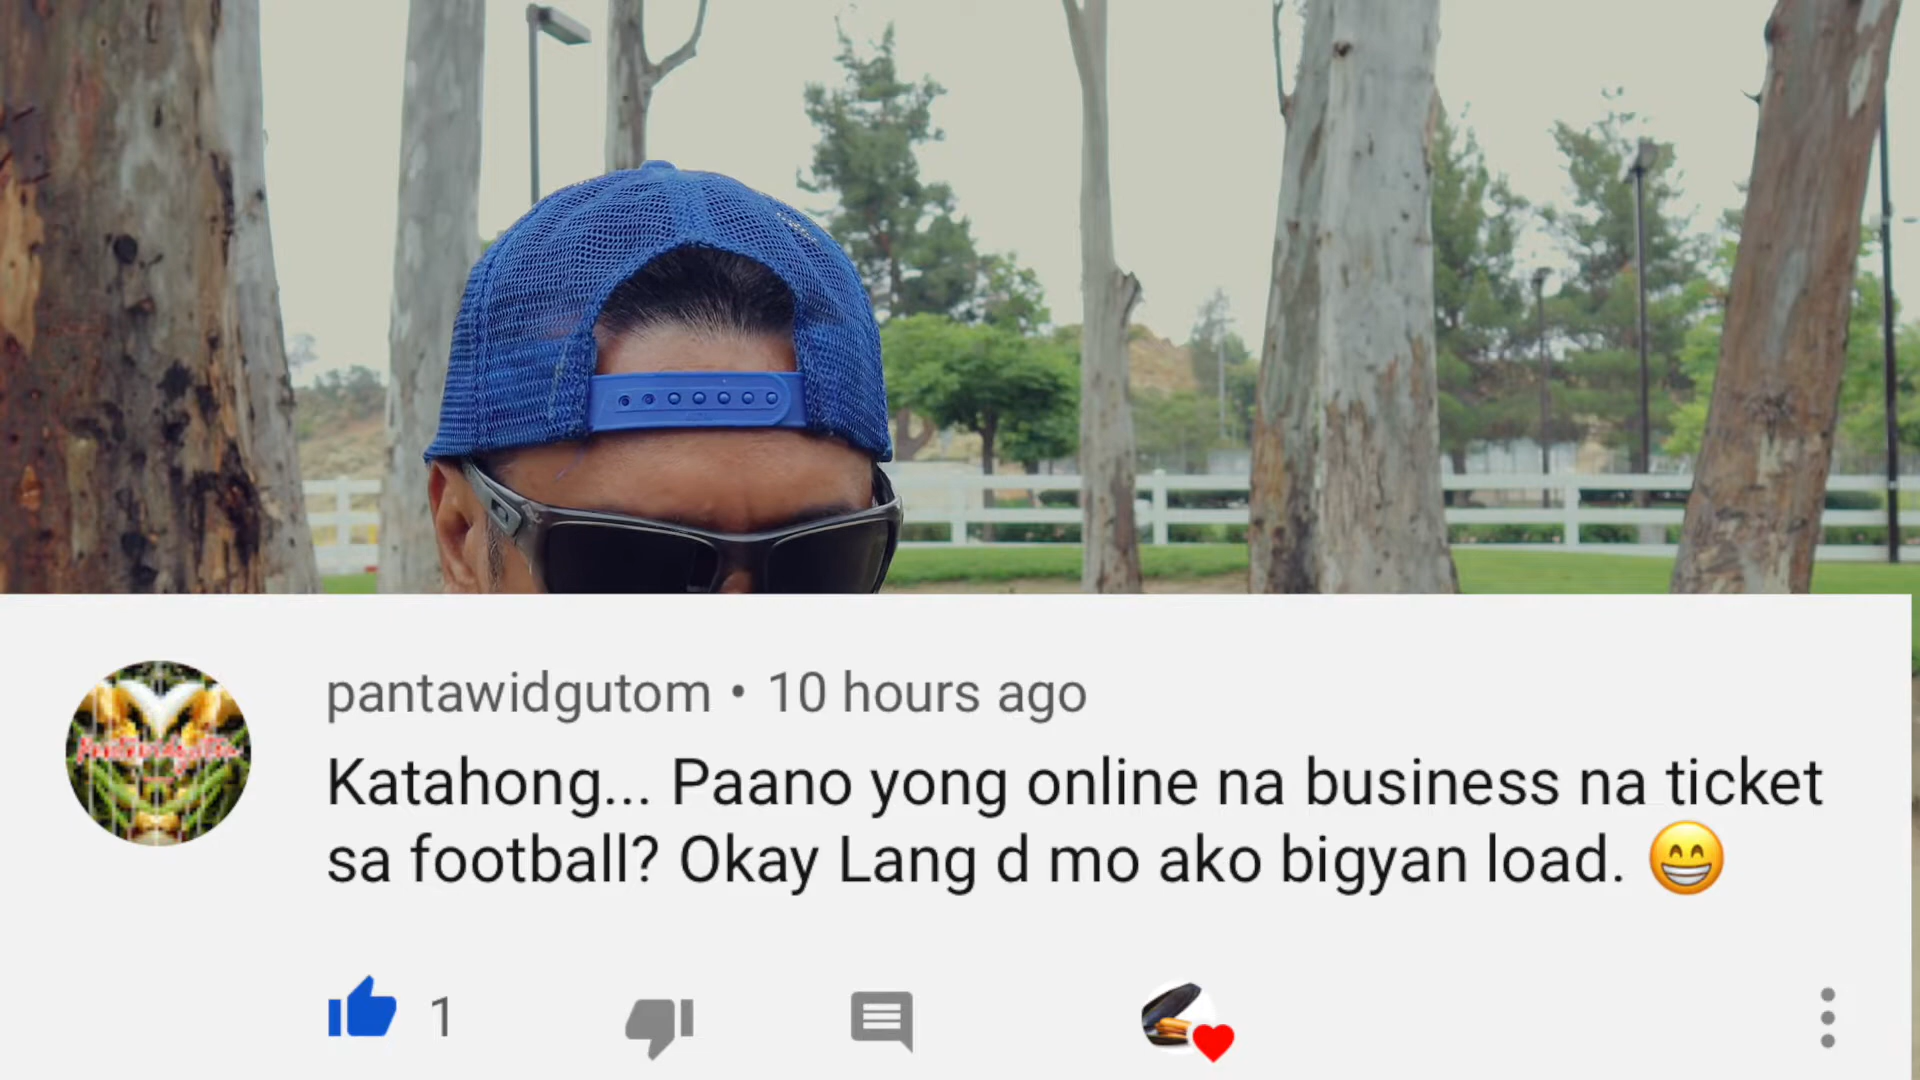 pantawidgutom • 10 hours ago
Katahong... Paano yong online na business na ticket
sa football? Okay Lang d mo ako bigyan load. 😁
1